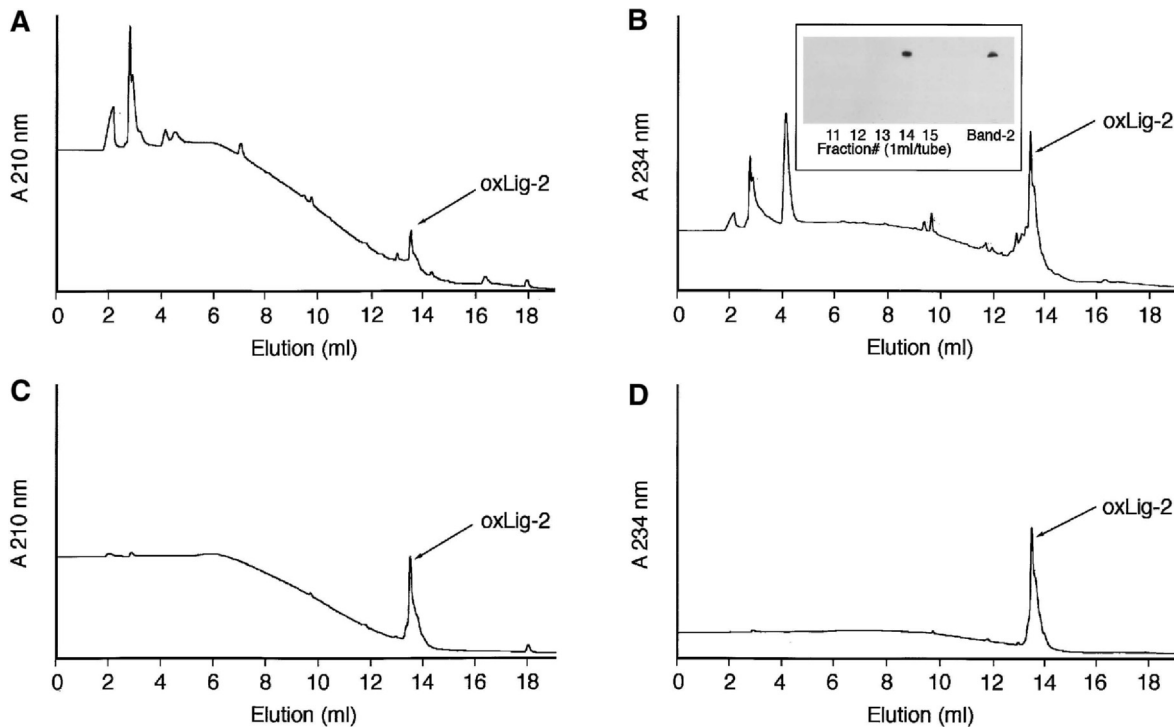 A
A 210 nm
oxLig-2
0 2 4 6 8 10 12 14 16 18
Elution (ml)
B
A 234 nm
11 12 13 14 15 Band-2
Fraction# (1ml/tube)
oxLig-2
0 2 4 6 8 10 12 14 16 18
Elution (ml)
C
A 210 nm
oxLig-2
0 2 4 6 8 10 12 14 16 18
Elution (ml)
D
A 234 nm
oxLig-2
0 2 4 6 8 10 12 14 16 18
Elution (ml)